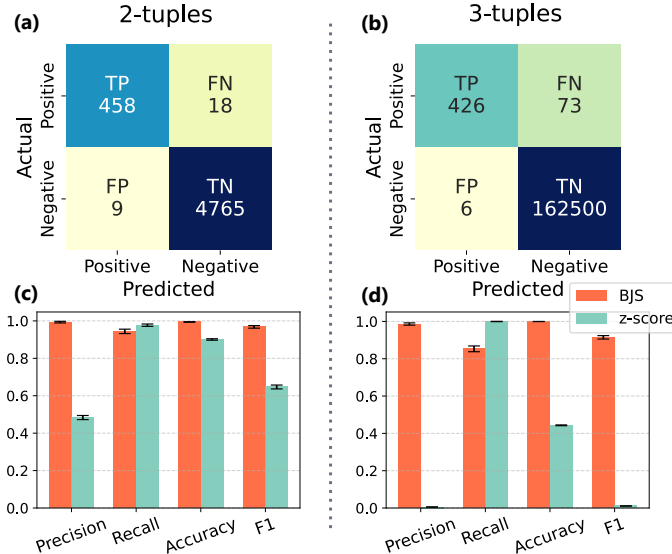 (a)
2-tuples
Actual
Positive
Negative
TP
458
FN
18
FP
9
TN
4765
Positive
Negative
(b)
3-tuples
Actual
Positive
Negative
TP
426
FN
73
FP
6
TN
162500
Positive
Negative
(c)
Predicted
1.0
0.8
0.6
0.4
0.2
0.0
Precision
Recall
Accuracy
F1
(d)
Predicted
BJS
z-score
1.0
0.8
0.6
0.4
0.2
0.0
Precision
Recall
Accuracy
F1